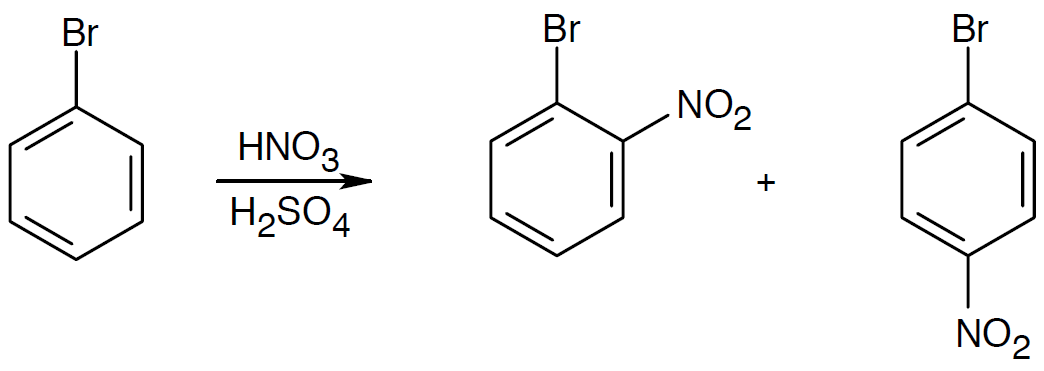 Br
HNO₃
H₂SO₄
Br
NO₂
+
Br
NO₂